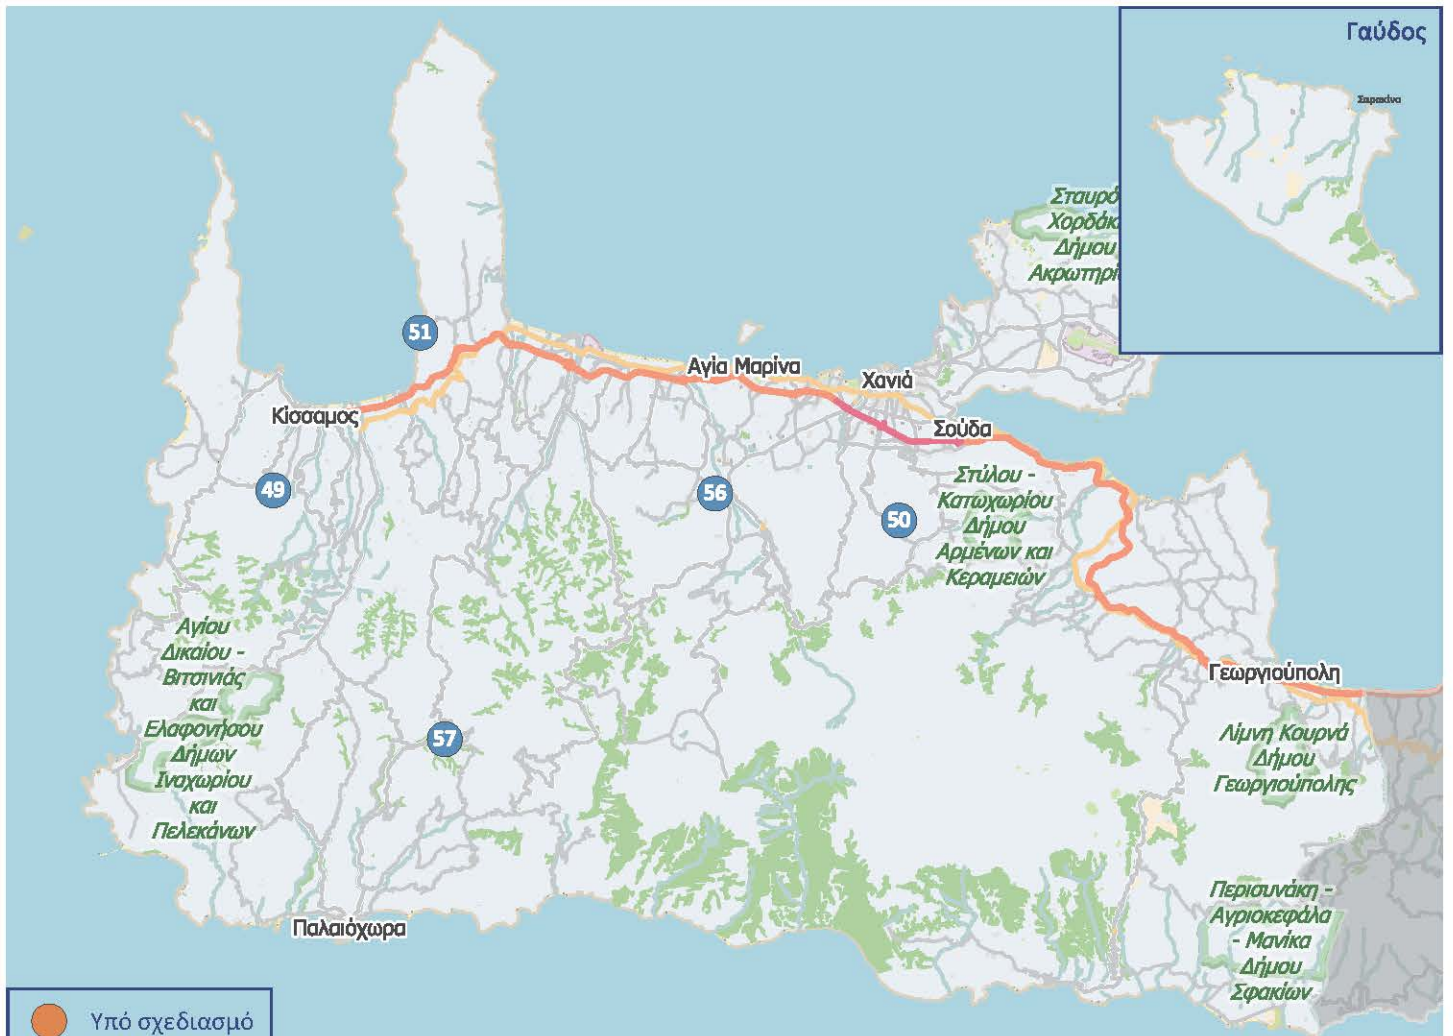 Γαύδος
Σαρακίνα
Σταυρό
Χορδάκ
Δήμου
Ακρωτηρί
51
Αγία Μαρίνα
Χανιά
Κίσσαμος
Σούδα
49
56
50
Στύλου -
Κατωχωρίου
Δήμου
Αρμένων και
Κεραμειών
Αγίου
Δικαίου -
Βιτσινιάς
και
Ελαφονήσου
Δήμων
Ιναχωρίου
και
Πελεκάνων
57
Γεωργιούπολη
Λίμνη Κουρνά
Δήμου
Γεωργιούπολης
Περισυνάκη -
Αγριοκεφάλα
- Μανίκα
Δήμου
Σφακίων
Παλαιόχωρα
Υπό σχεδιασμό